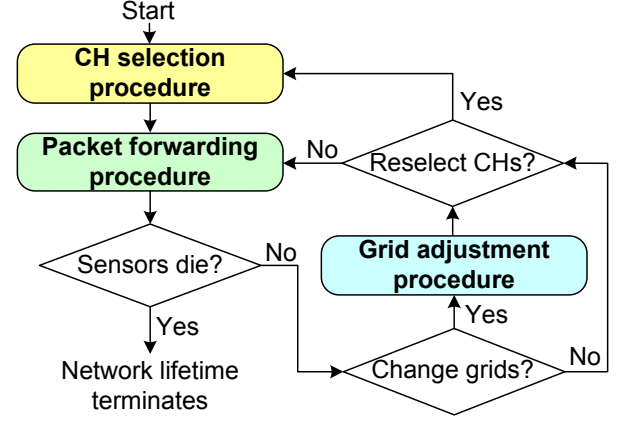 Start
CH selection
procedure
Yes
Packet forwarding
procedure
No
Reselect CHs?
Sensors die?
No
Grid adjustment
procedure
Yes
Yes
Network lifetime
terminates
Change grids?
No